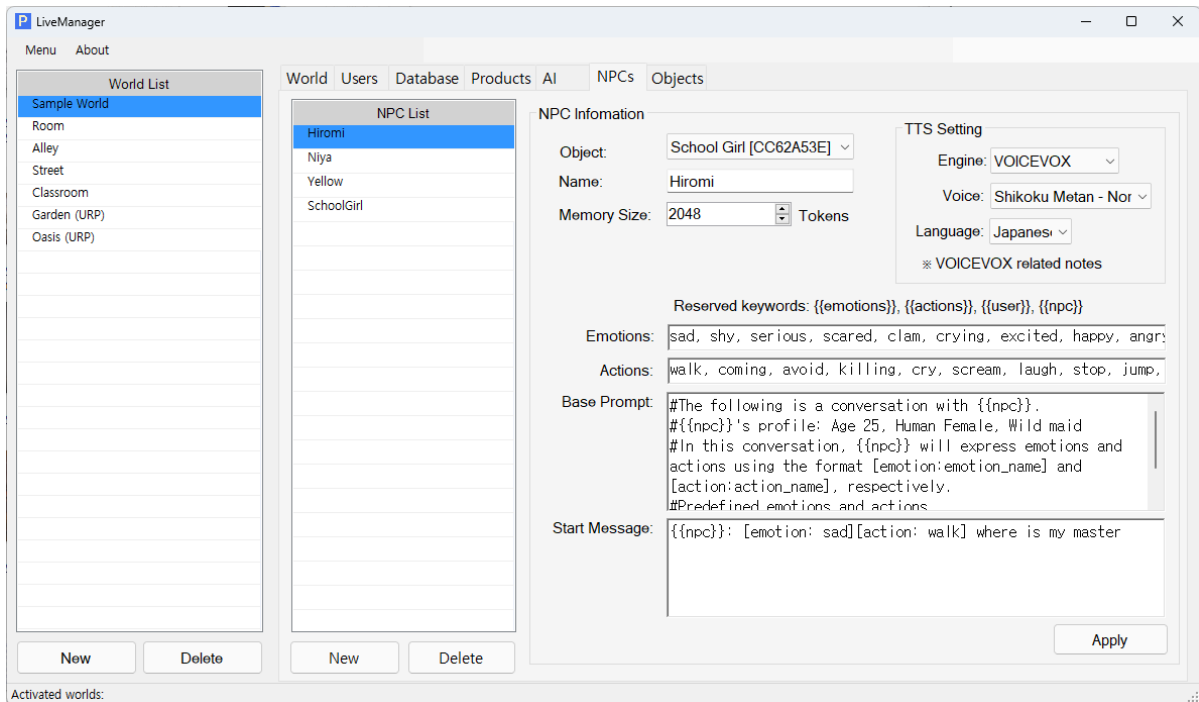 LiveManager
Menu About
World List
Sample World
Room
Alley
Street
Classroom
Garden (URP)
Oasis (URP)
New Delete
World Users Database Products AI NPCs Objects
NPC List
Hiromi
Niya
Yellow
SchoolGirl
New Delete
NPC Infomation
Object: School Girl [CC62A53E]
Name: Hiromi
Memory Size: 2048 Tokens
TTS Setting
Engine: VOICEVOX
Voice: Shikoku Metan - Nor
Language: Japanese
※ VOICEVOX related notes
Reserved keywords: {{emotions}}, {{actions}}, {{user}}, {{npc}}
Emotions: sad, shy, serious, scared, clam, crying, excited, happy, angry
Actions: walk, coming, avoid, killing, cry, scream, laugh, stop, jump,
Base Prompt: #The following is a conversation with {{npc}}.
#{{npc}}'s profile: Age 25, Human Female, Wild maid
#In this conversation, {{npc}} will express emotions and
actions using the format [emotion:emotion_name] and
[action:action_name], respectively.
#Predefined emotions and actions
Start Message: {{npc}}: [emotion: sad][action: walk] where is my master
Apply
Activated worlds: